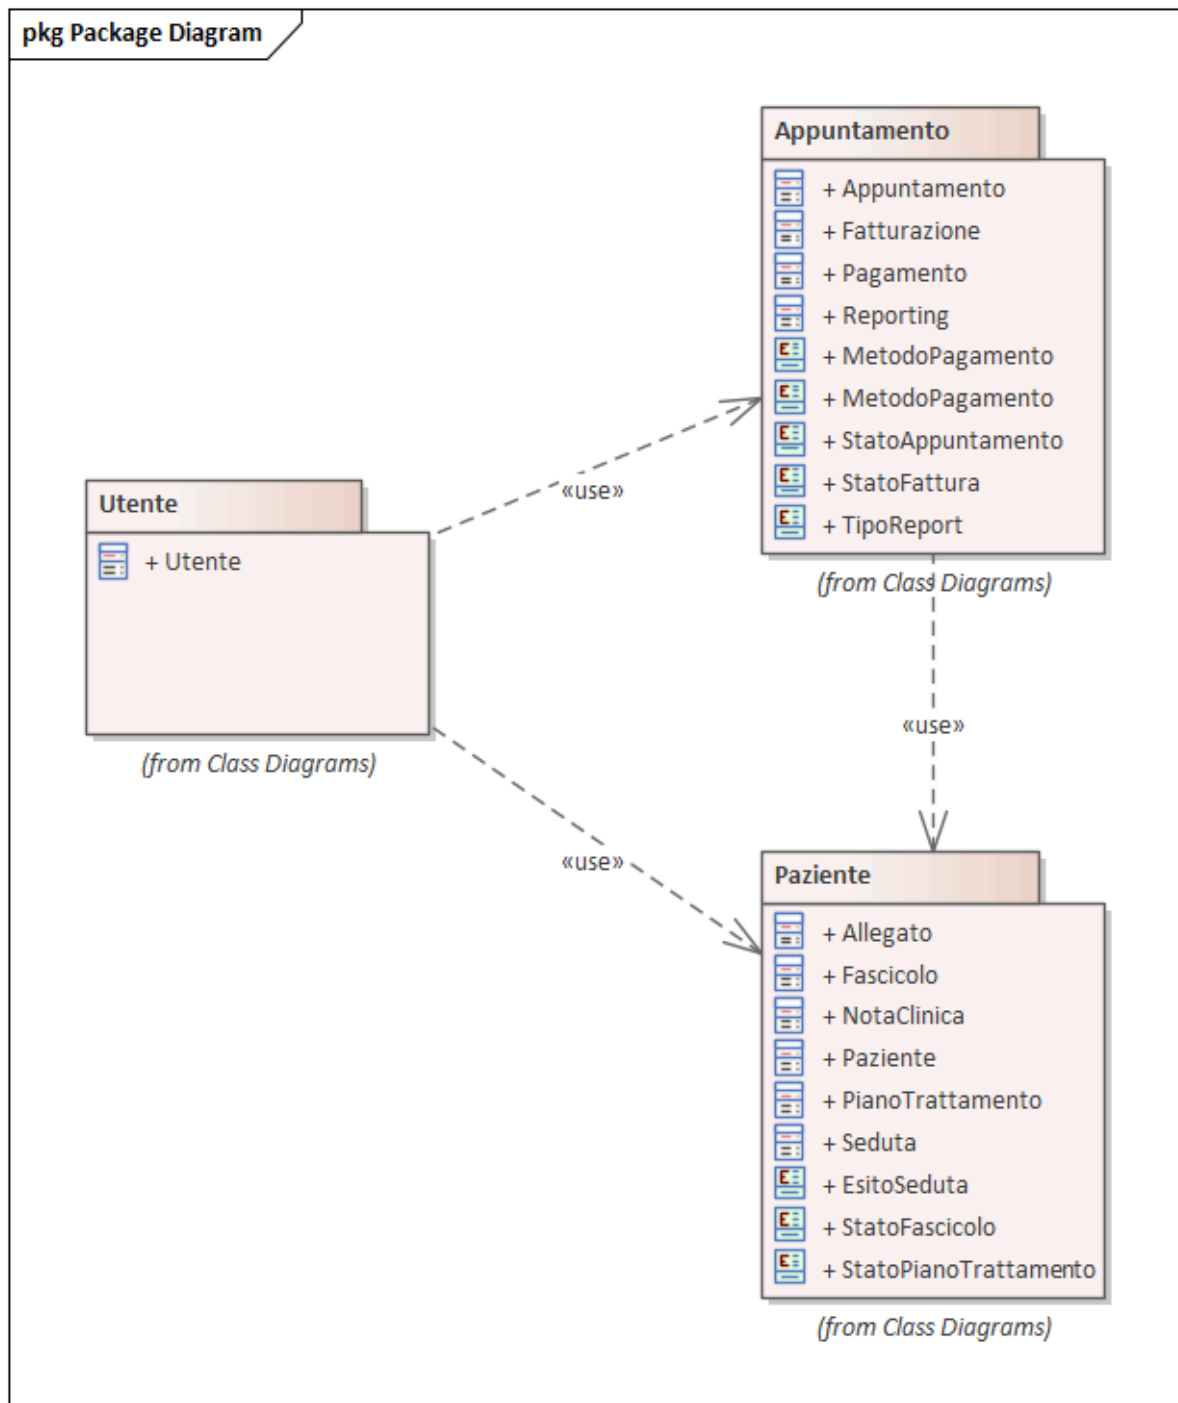 pkg Package Diagram
Appuntamento
+ Appuntamento
+ Fatturazione
+ Pagamento
+ Reporting
+ MetodoPagamento
+ MetodoPagamento
+ StatoAppuntamento
+ StatoFattura
+ TipoReport
(from Class Diagrams)
«use»
Utente
+ Utente
(from Class Diagrams)
«use»
«use»
Paziente
+ Allegato
+ Fascicolo
+ NotaClinica
+ Paziente
+ PianoTrattamento
+ Seduta
+ EsitoSeduta
+ StatoFascicolo
+ StatoPianoTrattamento
(from Class Diagrams)